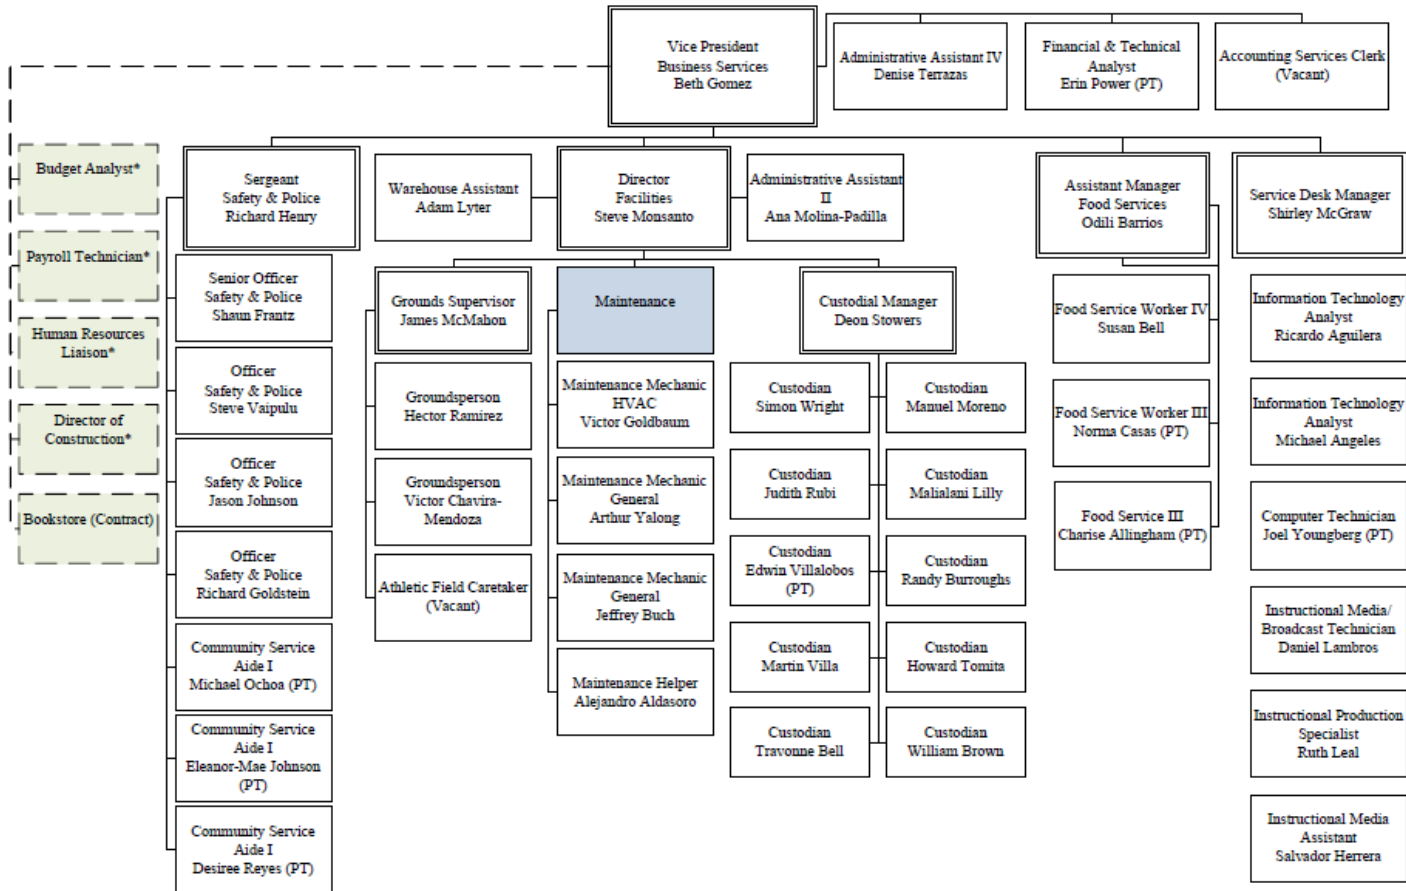 Vice President
Business Services
Beth Gomez
Administrative Assistant IV
Denise Terrazas
Financial & Technical
Analyst
Erin Power (PT)
Accounting Services Clerk
(Vacant)
Budget Analyst*
Payroll Technician*
Human Resources
Liaison*
Director of
Construction*
Bookstore (Contract)
Sergeant
Safety & Police
Richard Henry
Warehouse Assistant
Adam Lyter
Director
Facilities
Steve Monsanto
Administrative Assistant
II
Ana Molina-Padilla
Assistant Manager
Food Services
Odili Barrios
Service Desk Manager
Shirley McGraw
Senior Officer
Safety & Police
Shaun Frantz
Officer
Safety & Police
Steve Vaipulu
Officer
Safety & Police
Jason Johnson
Officer
Safety & Police
Richard Goldstein
Community Service
Aide I
Michael Ochoa (PT)
Community Service
Aide I
Eleanor-Mae Johnson
(PT)
Community Service
Aide I
Desiree Reyes (PT)
Grounds Supervisor
James McMahon
Groundsperson
Hector Ramirez
Groundsperson
Victor Chavira-
Mendoza
Athletic Field Caretaker
(Vacant)
Maintenance
Maintenance Mechanic
HVAC
Victor Goldbaum
Maintenance Mechanic
General
Arthur Yalong
Maintenance Mechanic
General
Jeffrey Buch
Maintenance Helper
Alejandro Aldasoro
Custodial Manager
Deon Stowers
Custodian
Simon Wright
Custodian
Manuel Moreno
Custodian
Judith Rubi
Custodian
Malialani Lilly
Custodian
Edwin Villalobos
(PT)
Custodian
Randy Burroughs
Custodian
Martin Villa
Custodian
Howard Tomita
Custodian
Travonne Bell
Custodian
William Brown
Food Service Worker IV
Susan Bell
Food Service Worker III
Norma Casas (PT)
Food Service III
Charise Allingham (PT)
Information Technology
Analyst
Ricardo Aguilera
Information Technology
Analyst
Michael Angeles
Computer Technician
Joel Youngberg (PT)
Instructional Media/
Broadcast Technician
Daniel Lambros
Instructional Production
Specialist
Ruth Leal
Instructional Media
Assistant
Salvador Herrera